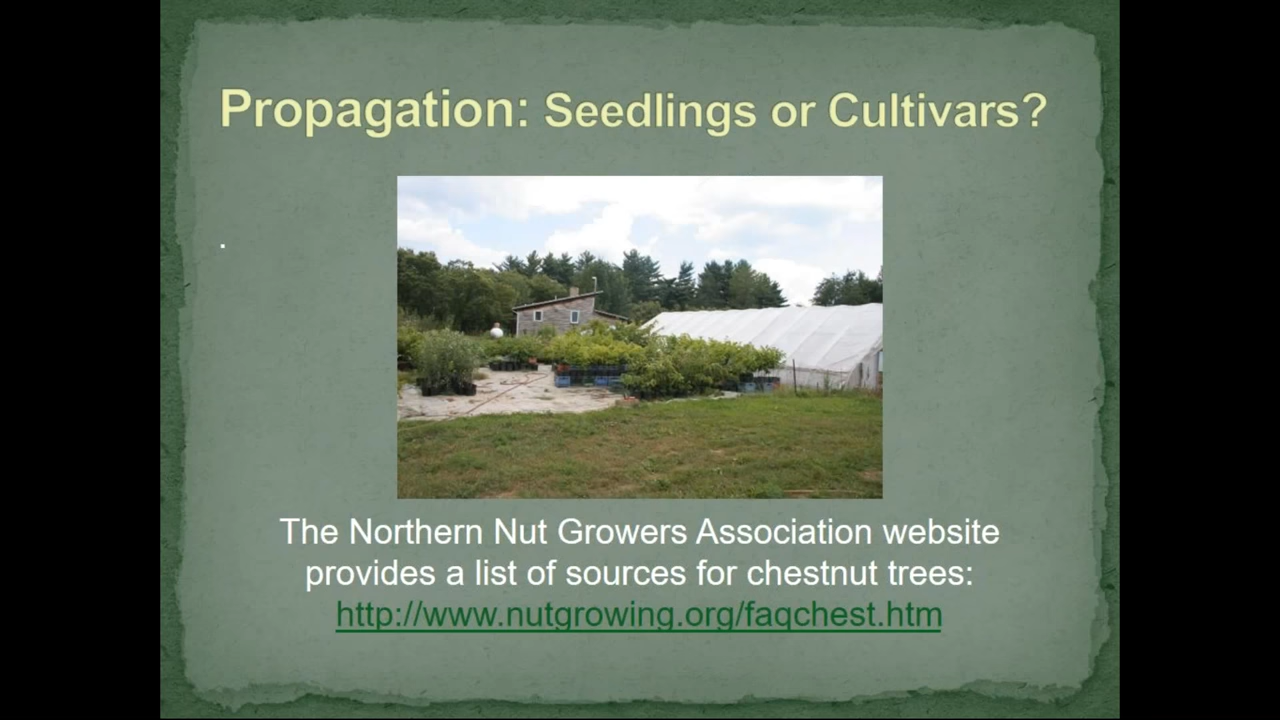 Propagation: Seedlings or Cultivars?
.
The Northern Nut Growers Association website
provides a list of sources for chestnut trees:
http://www.nutgrowing.org/faqchest.htm